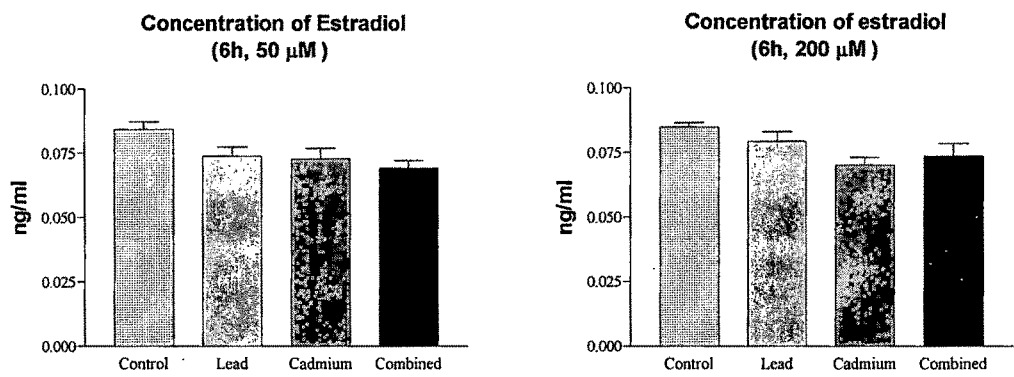 Concentration of Estradiol
(6h, 50 μM )
ng/ml
0.100
0.075
0.050
0.025
0.000
Control Lead Cadmium Combined
Concentration of estradiol
(6h, 200 μM )
ng/ml
0.100
0.075
0.050
0.025
0.000
Control Lead Cadmium Combined